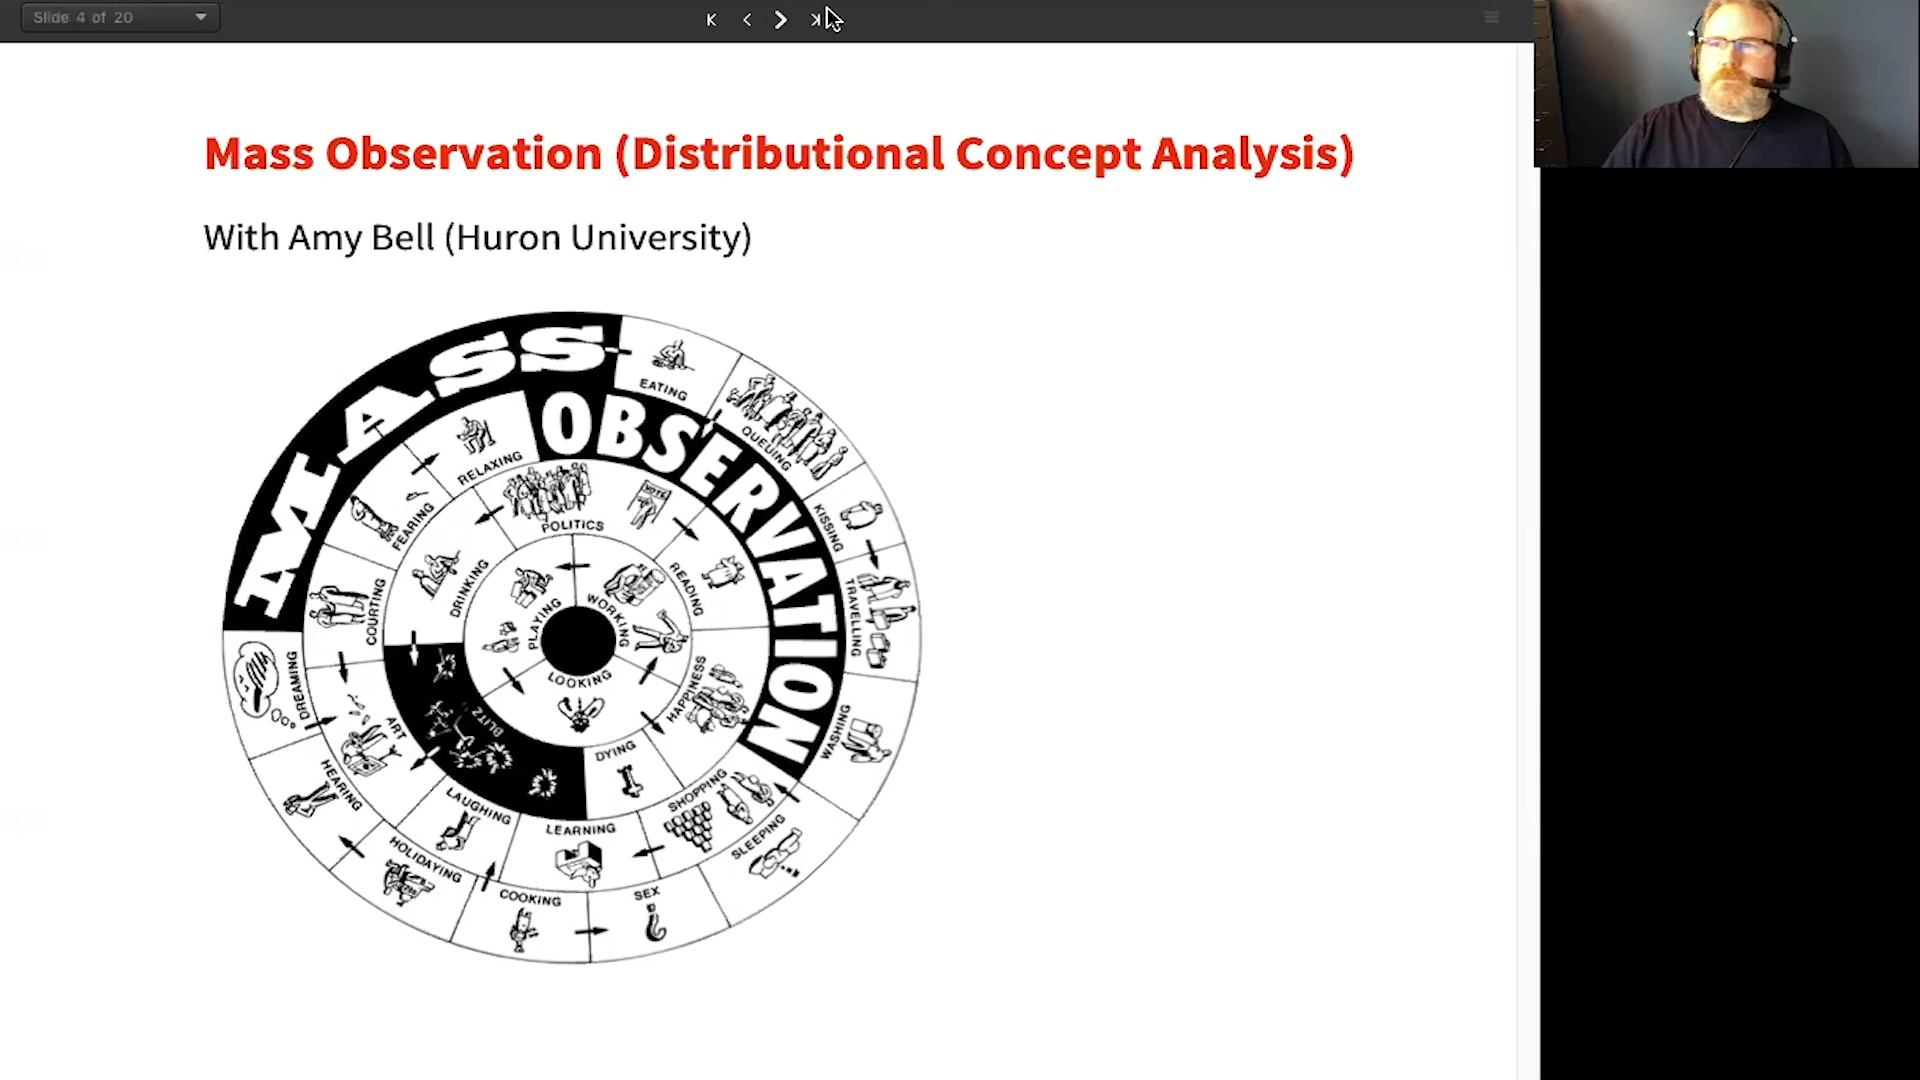 Slide 4 of 20
Mass Observation (Distributional Concept Analysis)
With Amy Bell (Huron University)
MASS
OBSERVATION
EATING
QUEUING
KISSING
TRAVELLING
WASHING
SLEEPING
SEX
COOKING
HOLIDAYING
HEARING
DREAMING
RELAXING
FEARING
COURTING
ART
LAUGHING
LEARNING
SHOPPING
POLITICS
VOTE
READING
HAPPINESS
DYING
BLITZ
DRINKING
PLAYING
WORKING
LOOKING